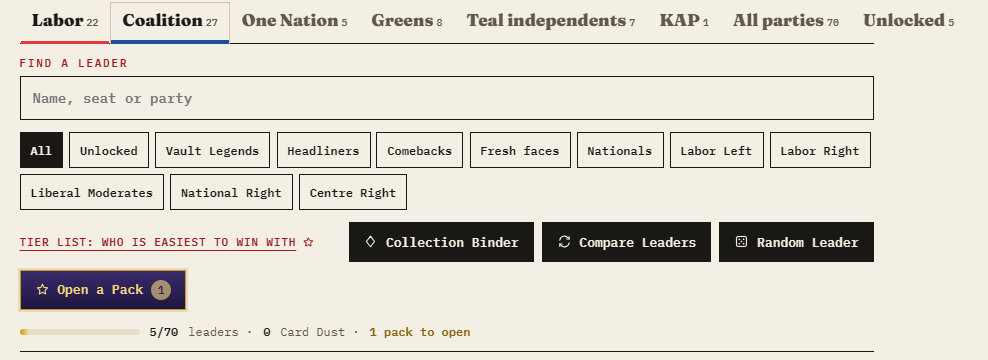 Labor 22 Coalition 27 One Nation 5 Greens 8 Teal independents 7 KAP 1 All parties 70 Unlocked 5
FIND A LEADER
Name, seat or party
All Unlocked Vault Legends Headliners Comebacks Fresh faces Nationals Labor Left Labor Right
Liberal Moderates National Right Centre Right
TIER LIST: WHO IS EASIEST TO WIN WITH ☆ Collection Binder Compare Leaders Random Leader
☆ Open a Pack 1
5/70 leaders · 0 Card Dust · 1 pack to open